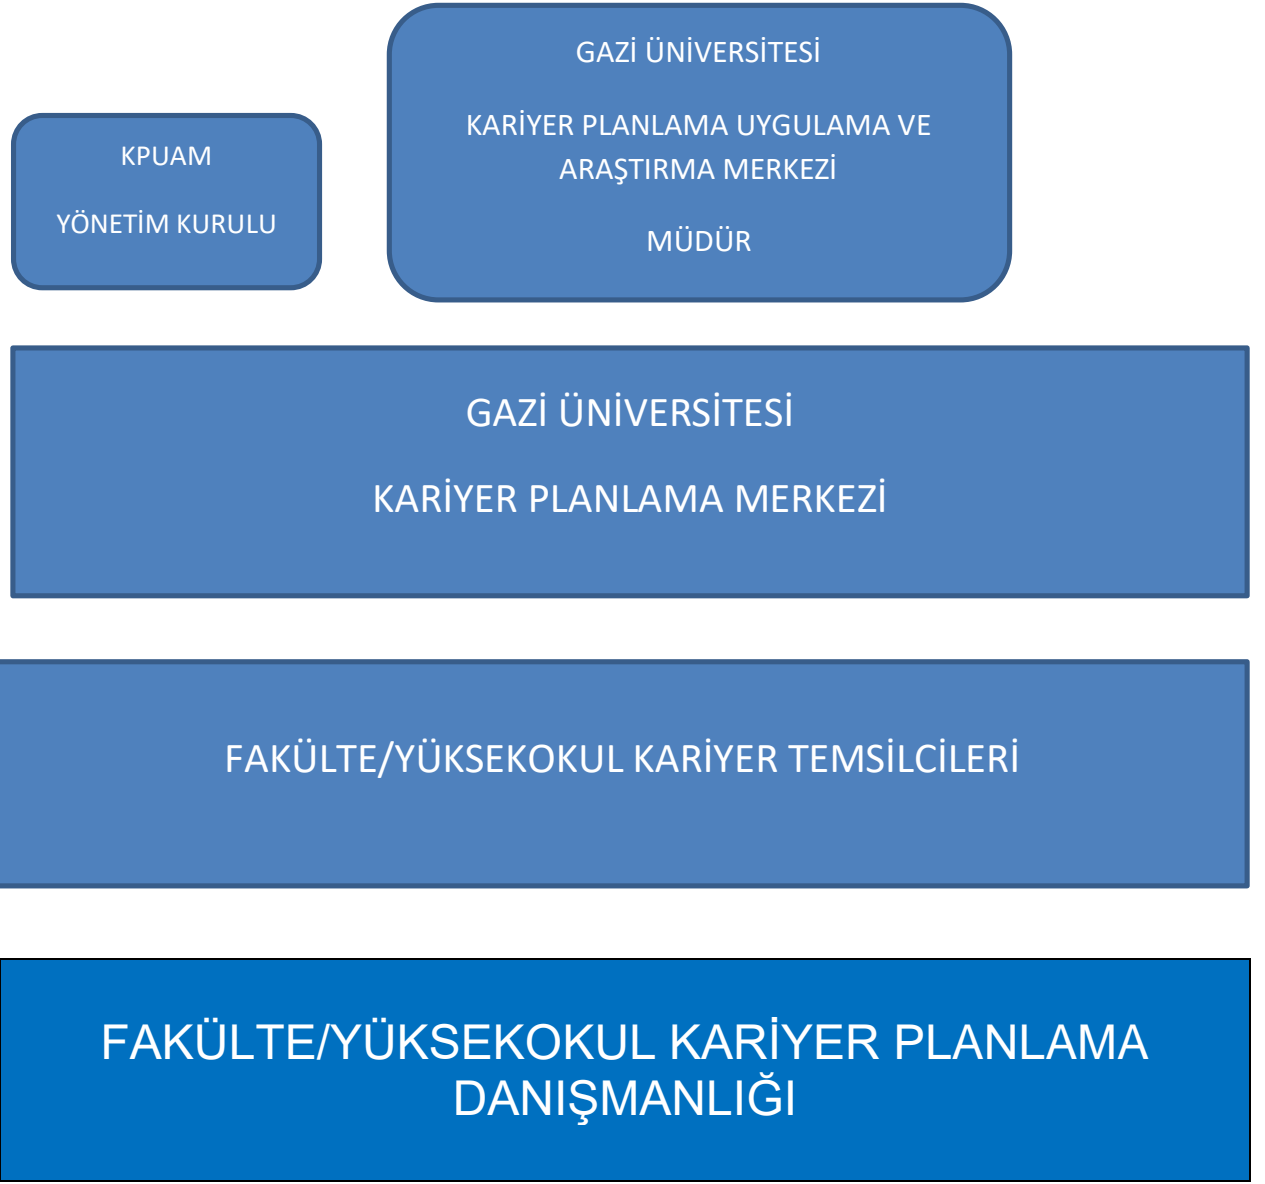 GAZİ ÜNİVERSİTESİ
KARİYER PLANLAMA UYGULAMA VE
ARAŞTIRMA MERKEZİ
MÜDÜR
KPUAM
YÖNETİM KURULU
GAZİ ÜNİVERSİTESİ
KARİYER PLANLAMA MERKEZİ
FAKÜLTE/YÜKSEKOKUL KARİYER TEMSİLCİLERİ
FAKÜLTE/YÜKSEKOKUL KARİYER PLANLAMA
DANIŞMANLIĞI